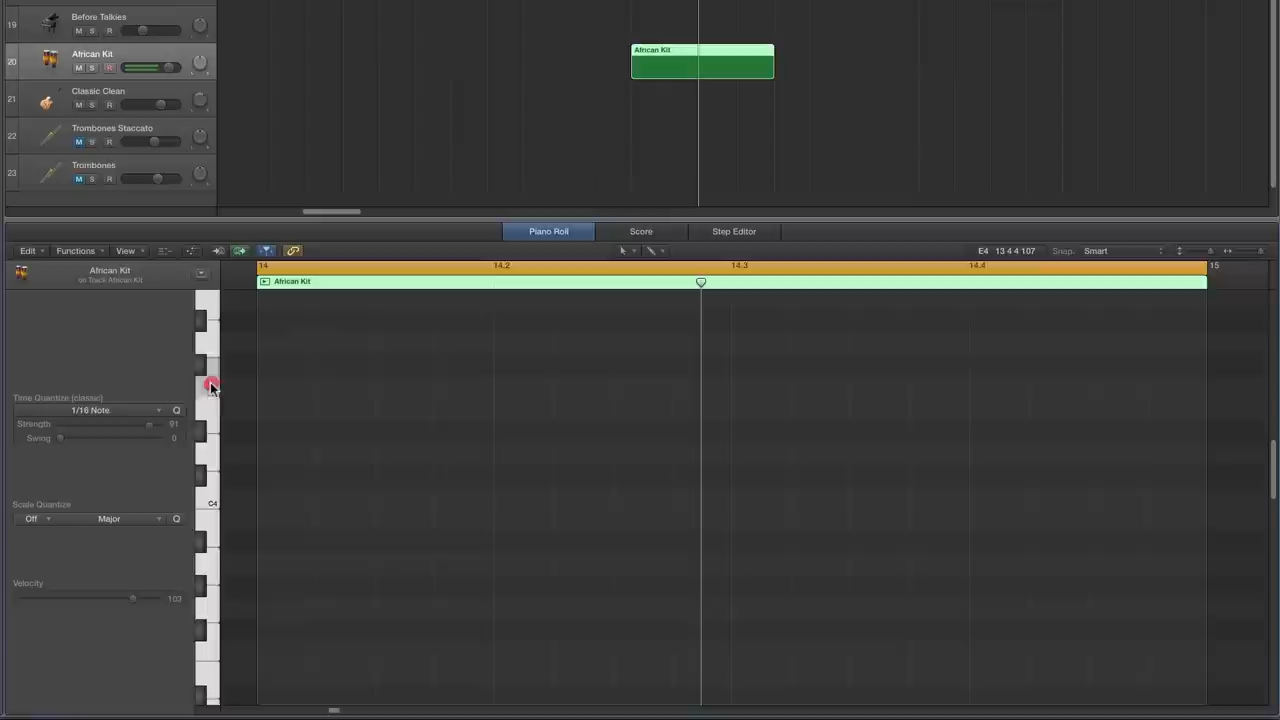 19
Before Talkies
M S R
20
African Kit
M S R
African Kit
21
Classic Clean
M S R
22
Trombones Staccato
M S R
23
Trombones
M S R
Piano Roll Score Step Editor
Edit Functions View E4 13 4 4 107 Snap: Smart
African Kit
on Track African Kit
14 14.2 14.3 14.4 15
African Kit
Time Quantize (classic)
1/16 Note Q
Strength 91
Swing 0
C4
Scale Quantize
Off Major Q
Velocity
103